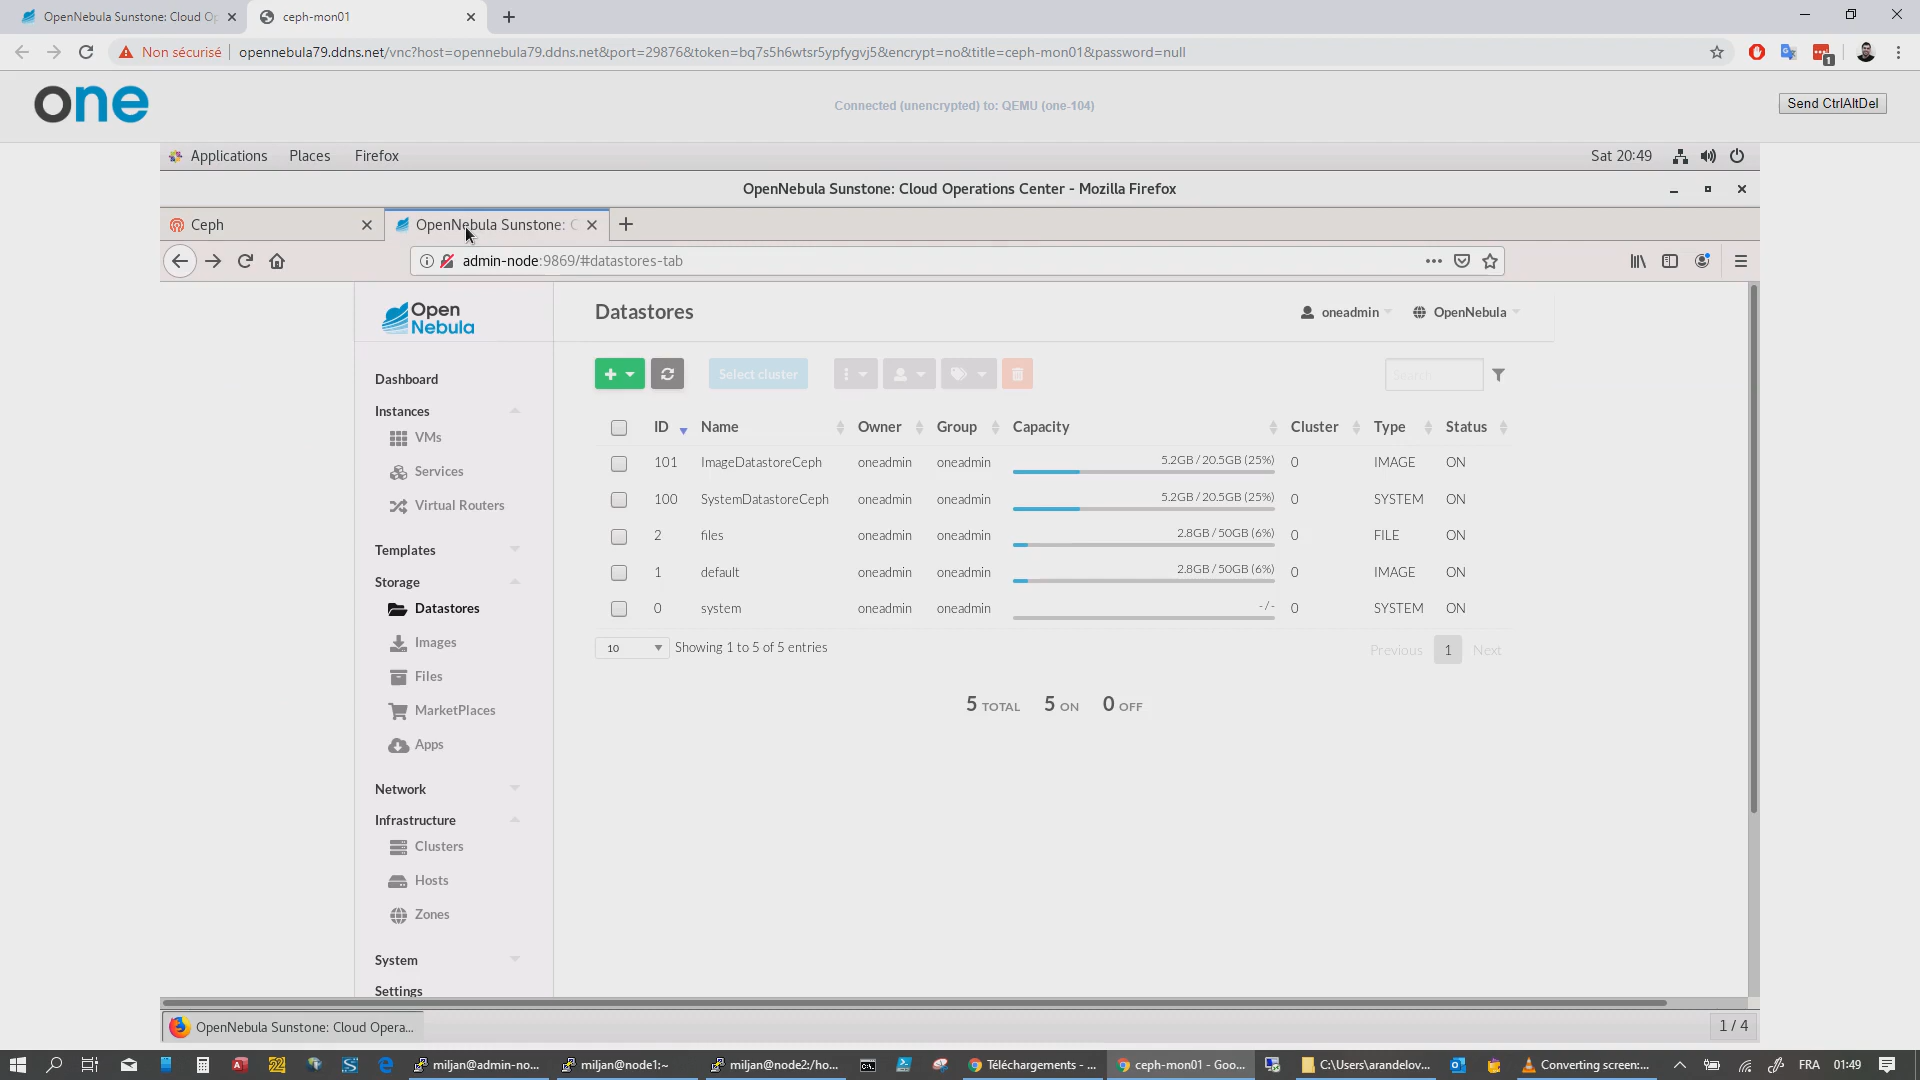 OpenNebula Sunstone: Cloud Op
ceph-mon01
Non sécurisé
opennebula79.ddns.net/vnc?host=opennebula79.ddns.net&port=29876&token=bq7s5h6wtsr5ypfygvj5&encrypt=no&title=ceph-mon01&password=null
1
one
Connected (unencrypted) to: QEMU (one-104)
Send CtrlAltDel
Applications Places Firefox
Sat 20:49
OpenNebula Sunstone: Cloud Operations Center - Mozilla Firefox
Ceph
OpenNebula Sunstone: C
admin-node:9869/#datastores-tab
Open
Nebula
Datastores
oneadmin
OpenNebula
Select cluster
Search
Dashboard
Instances
VMs
Services
Virtual Routers
Templates
Storage
Datastores
Images
Files
MarketPlaces
Apps
Network
Infrastructure
Clusters
Hosts
Zones
System
Settings
ID Name Owner Group Capacity Cluster Type Status
101 ImageDatastoreCeph oneadmin oneadmin 5.2GB / 20.5GB (25%) 0 IMAGE ON
100 SystemDatastoreCeph oneadmin oneadmin 5.2GB / 20.5GB (25%) 0 SYSTEM ON
2 files oneadmin oneadmin 2.8GB / 50GB (6%) 0 FILE ON
1 default oneadmin oneadmin 2.8GB / 50GB (6%) 0 IMAGE ON
0 system oneadmin oneadmin - / - 0 SYSTEM ON
10 Showing 1 to 5 of 5 entries
Previous 1 Next
5 TOTAL 5 ON 0 OFF
OpenNebula Sunstone: Cloud Opera...
1 / 4
miljan@admin-no...
miljan@node1:~
miljan@node2:/ho...
Téléchargements - ...
ceph-mon01 - Goo...
C:\Users\arandelov...
Converting screen:...
FRA
01:49